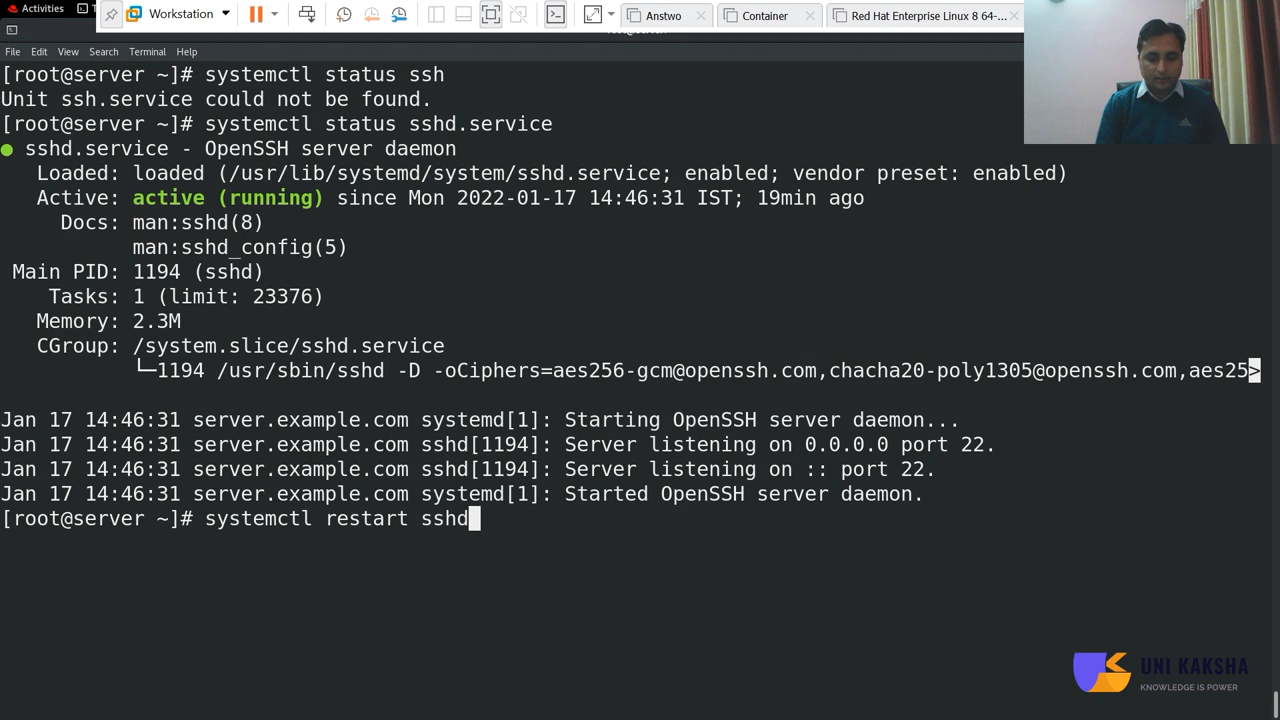 Activities
Workstation
Anstwo
Container
Red Hat Enterprise Linux 8 64-...
File Edit View Search Terminal Help
[root@server ~]# systemctl status ssh
Unit ssh.service could not be found.
[root@server ~]# systemctl status sshd.service
● sshd.service - OpenSSH server daemon
Loaded: loaded (/usr/lib/systemd/system/sshd.service; enabled; vendor preset: enabled)
Active: active (running) since Mon 2022-01-17 14:46:31 IST; 19min ago
Docs: man:sshd(8)
man:sshd_config(5)
Main PID: 1194 (sshd)
Tasks: 1 (limit: 23376)
Memory: 2.3M
CGroup: /system.slice/sshd.service
└─1194 /usr/sbin/sshd -D -oCiphers=aes256-gcm@openssh.com,chacha20-poly1305@openssh.com,aes25>
Jan 17 14:46:31 server.example.com systemd[1]: Starting OpenSSH server daemon...
Jan 17 14:46:31 server.example.com sshd[1194]: Server listening on 0.0.0.0 port 22.
Jan 17 14:46:31 server.example.com sshd[1194]: Server listening on :: port 22.
Jan 17 14:46:31 server.example.com systemd[1]: Started OpenSSH server daemon.
[root@server ~]# systemctl restart sshd
UNI KAKSHA
KNOWLEDGE IS POWER